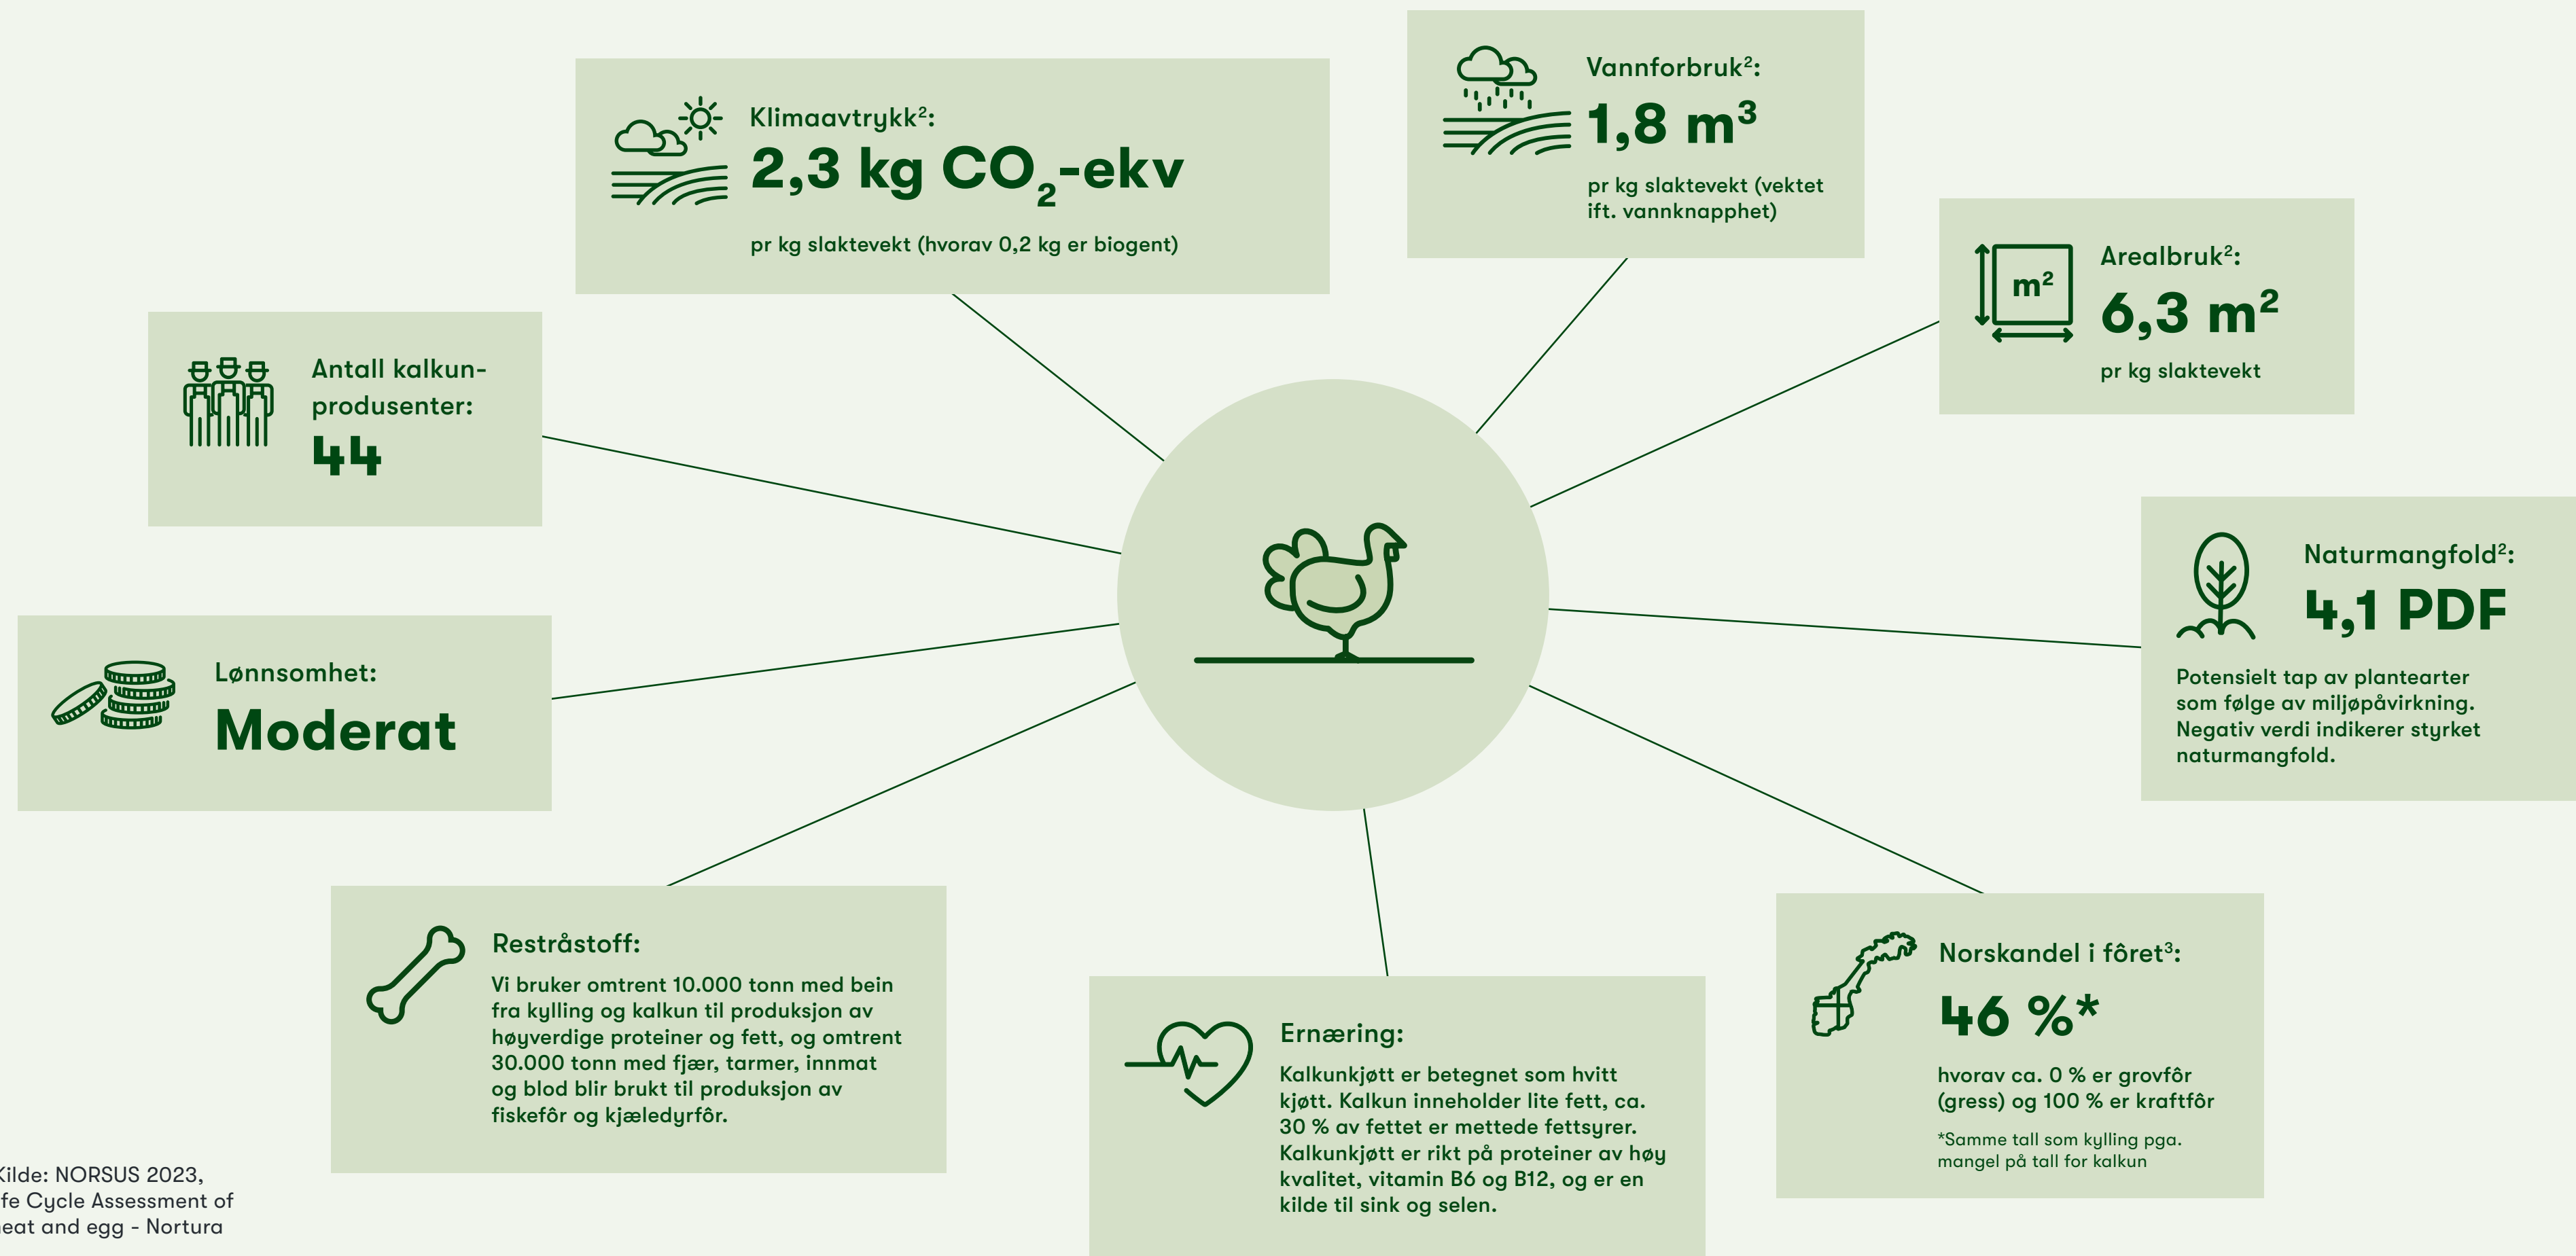 Klimaavtrykk²:
2,3 kg CO₂-ekv
pr kg slaktevekt (hvorav 0,2 kg er biogent)
Vannforbruk²:
1,8 m³
pr kg slaktevekt (vektet
ift. vannknapphet)
Arealbruk²:
m²
6,3 m²
pr kg slaktevekt
Antall kalkun-
produsenter:
44
Naturmangfold²:
4,1 PDF
Potensielt tap av plantearter
som følge av miljøpåvirkning.
Negativ verdi indikerer styrket
naturmangfold.
Lønnsomhet:
Moderat
Restråstoff:
Vi bruker omtrent 10.000 tonn med bein
fra kylling og kalkun til produksjon av
høyverdige proteiner og fett, og omtrent
30.000 tonn med fjær, tarmer, innmat
og blod blir brukt til produksjon av
fiskefôr og kjæledyrfôr.
Ernæring:
Kalkunkjøtt er betegnet som hvitt
kjøtt. Kalkun inneholder lite fett, ca.
30 % av fettet er mettede fettsyrer.
Kalkunkjøtt er rikt på proteiner av høy
kvalitet, vitamin B6 og B12, og er en
kilde til sink og selen.
Norskandel i fôret³:
46 %*
hvorav ca. 0 % er grovfôr
(gress) og 100 % er kraftfôr
*Samme tall som kylling pga.
mangel på tall for kalkun
Kilde: NORSUS 2023,
fe Cycle Assessment of
eat and egg - Nortura